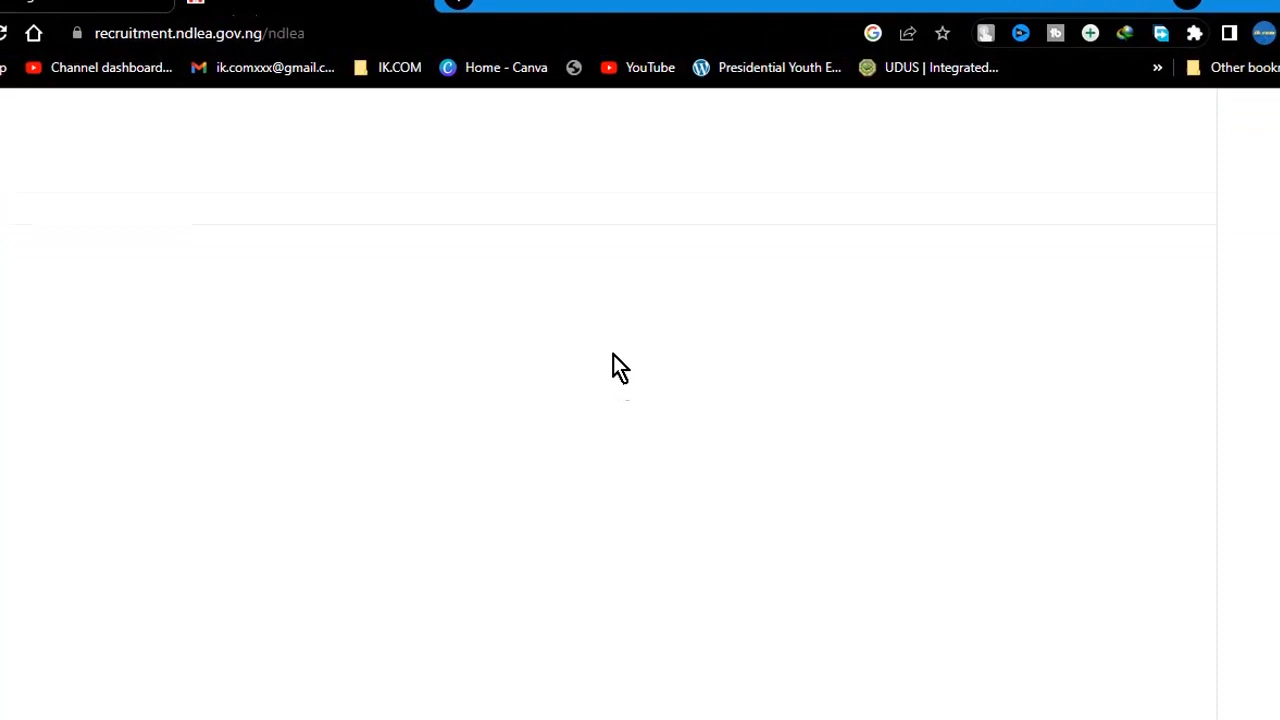 recruitment.ndlea.gov.ng/ndlea
Channel dashboard... ik.comxxx@gmail.c... IK.COM Home - Canva YouTube Presidential Youth E... UDUS | Integrated... » Other book